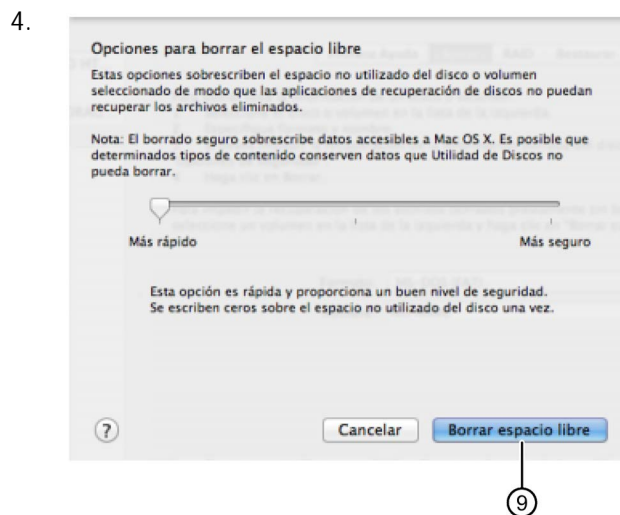 4.
Opciones para borrar el espacio libre
Estas opciones sobrescriben el espacio no utilizado del disco o volumen
seleccionado de modo que las aplicaciones de recuperación de discos no puedan
recuperar los archivos eliminados.
Nota: El borrado seguro sobrescribe datos accesibles a Mac OS X. Es posible que
determinados tipos de contenido conserven datos que Utilidad de Discos no
pueda borrar.
Más rápido Más seguro
Esta opción es rápida y proporciona un buen nivel de seguridad.
Se escriben ceros sobre el espacio no utilizado del disco una vez.
? Cancelar Borrar espacio libre
9